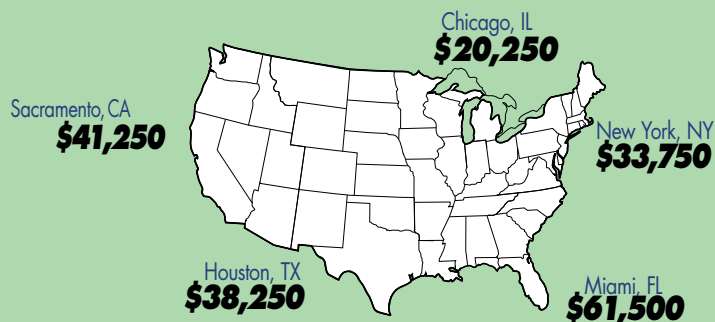 Chicago, IL
$20,250
Sacramento, CA
$41,250
New York, NY
$33,750
Houston, TX
$38,250
Miami, FL
$61,500